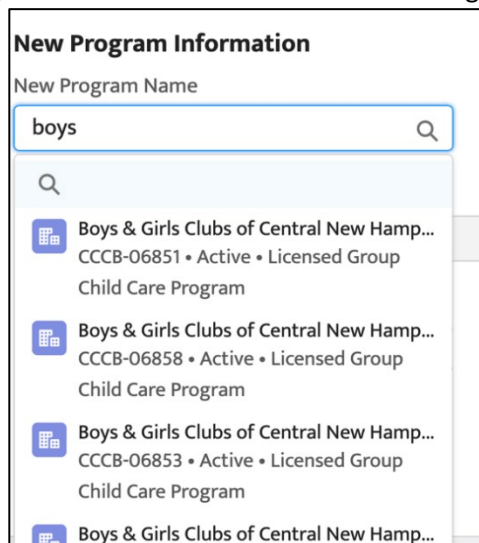 New Program Information
New Program Name
boys
Boys & Girls Clubs of Central New Hamp...
CCCB-06851 • Active • Licensed Group
Child Care Program
Boys & Girls Clubs of Central New Hamp...
CCCB-06858 • Active • Licensed Group
Child Care Program
Boys & Girls Clubs of Central New Hamp...
CCCB-06853 • Active • Licensed Group
Child Care Program
Boys & Girls Clubs of Central New Hamp...